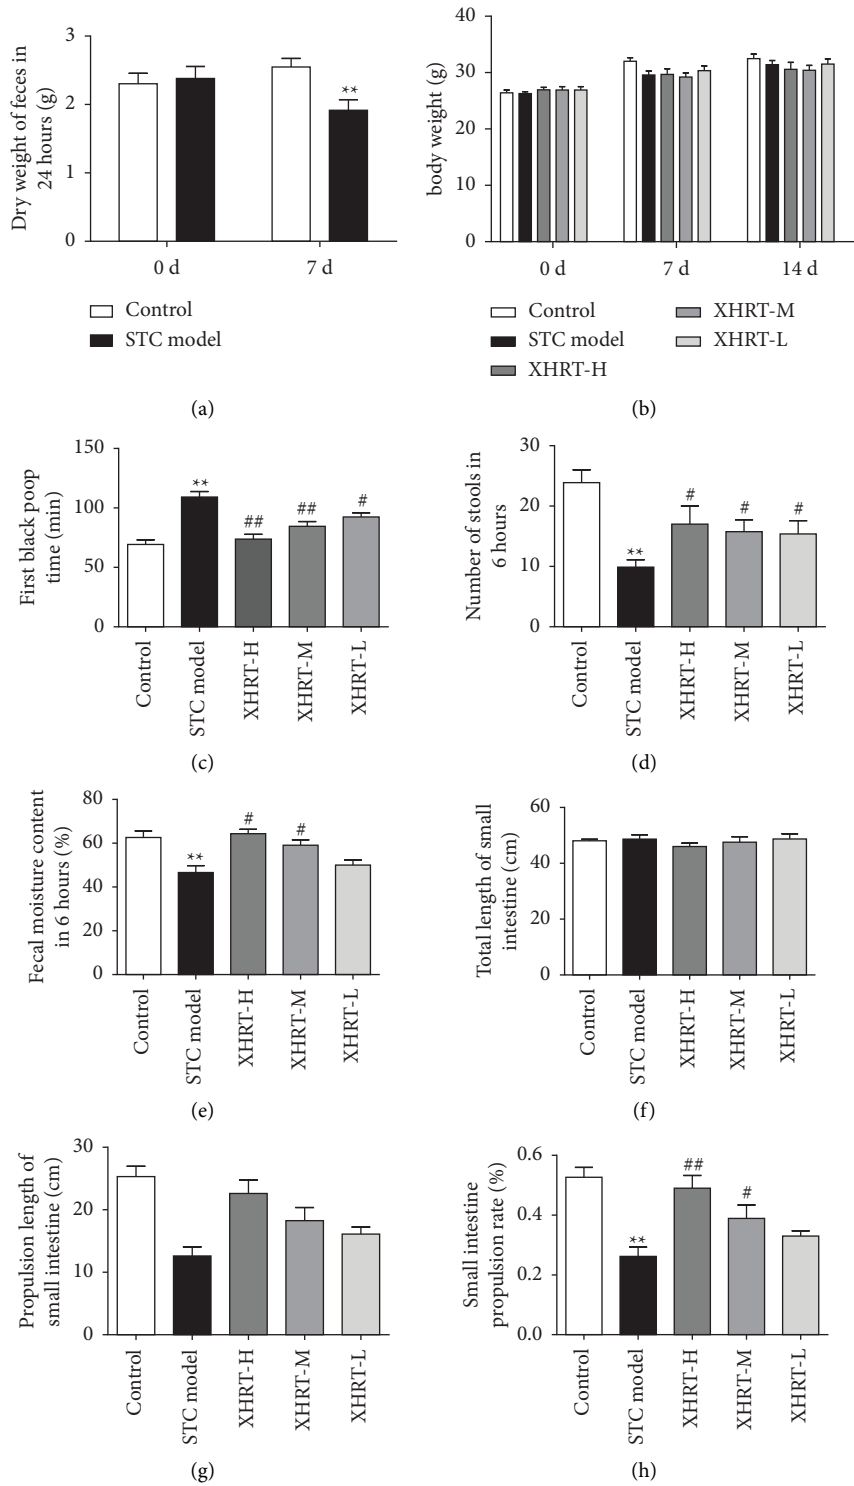 Dry weight of feces in
24 hours (g)
3
2
1
0
**
0 d
7 d
Control
STC model
(a)
body weight (g)
40
30
20
10
0
0 d
7 d
14 d
Control
STC model
XHRT-H
XHRT-M
XHRT-L
(b)
First black poop
time (min)
150
100
50
0
**
##
##
#
Control
STC model
XHRT-H
XHRT-M
XHRT-L
(c)
Number of stools in
6 hours
30
20
10
0
**
#
#
#
Control
STC model
XHRT-H
XHRT-M
XHRT-L
(d)
Fecal moisture content
in 6 hours (%)
80
60
40
20
0
**
#
#
Control
STC model
XHRT-H
XHRT-M
XHRT-L
(e)
Total length of small
intestine (cm)
60
40
20
0
Control
STC model
XHRT-H
XHRT-M
XHRT-L
(f)
Propulsion length of
small intestine (cm)
30
20
10
0
Control
STC model
XHRT-H
XHRT-M
XHRT-L
(g)
Small intestine
propulsion rate (%)
0.6
0.4
0.2
0.0
**
##
#
Control
STC model
XHRT-H
XHRT-M
XHRT-L
(h)